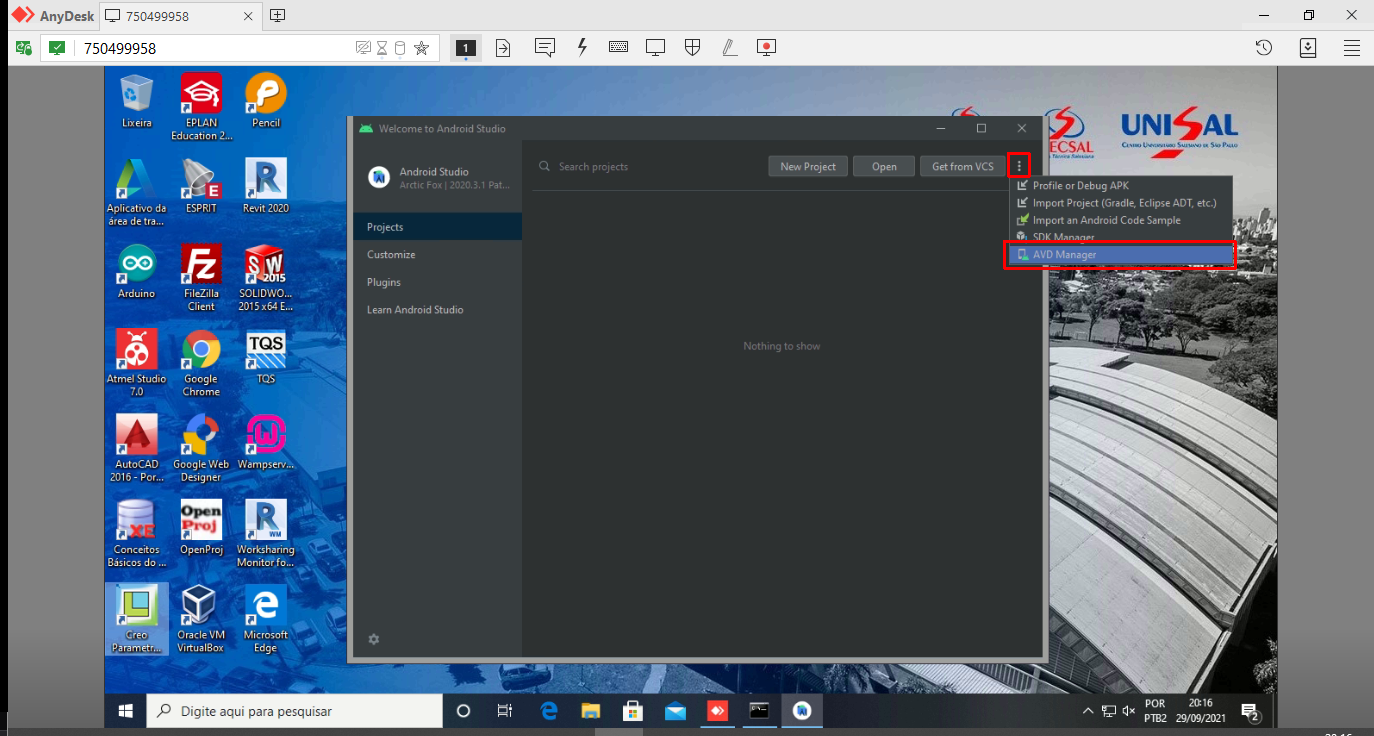 AnyDesk
750499958
750499958
1
Lixeira
EPLAN
Education 2...
Pencil
Aplicativo da
área de tra...
ESPRIT
Revit 2020
Arduino
FileZilla
Client
SOLIDWO...
2015 x64 E...
Atmel Studio
7.0
Google
Chrome
TQS
TQS
AutoCAD
2016 - Por...
Google Web
Designer
Wampserv...
Conceitos
Básicos do ...
Open
Proj
OpenProj
Worksharing
Monitor fo...
Creo
Parametr...
Oracle VM
VirtualBox
Microsoft
Edge
Welcome to Android Studio
Android Studio
Arctic Fox | 2020.3.1 Pat...
Projects
Customize
Plugins
Learn Android Studio
Search projects
New Project
Open
Get from VCS
Nothing to show
Profile or Debug APK
Import Project (Gradle, Eclipse ADT, etc.)
Import an Android Code Sample
SDK Manager
AVD Manager
ECSAL
UNISAL
Centro Universitário Salesiano de São Paulo
Digite aqui para pesquisar
POR
PTB2
20:16
29/09/2021
2